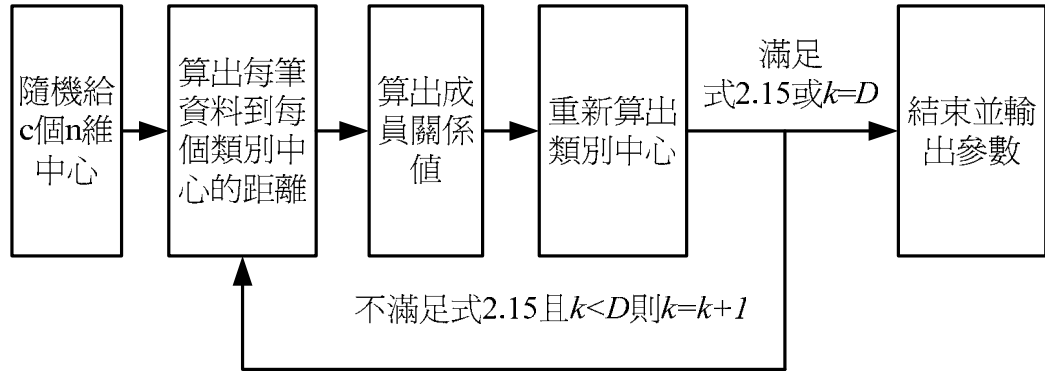 隨機給
c個n維
中心
算出每筆
資料到每
個類別中
心的距離
算出成
員關係
值
重新算出
類別中心
滿足
式2.15或k=D
結束並輸
出參數
不滿足式2.15且k<D則k=k+1